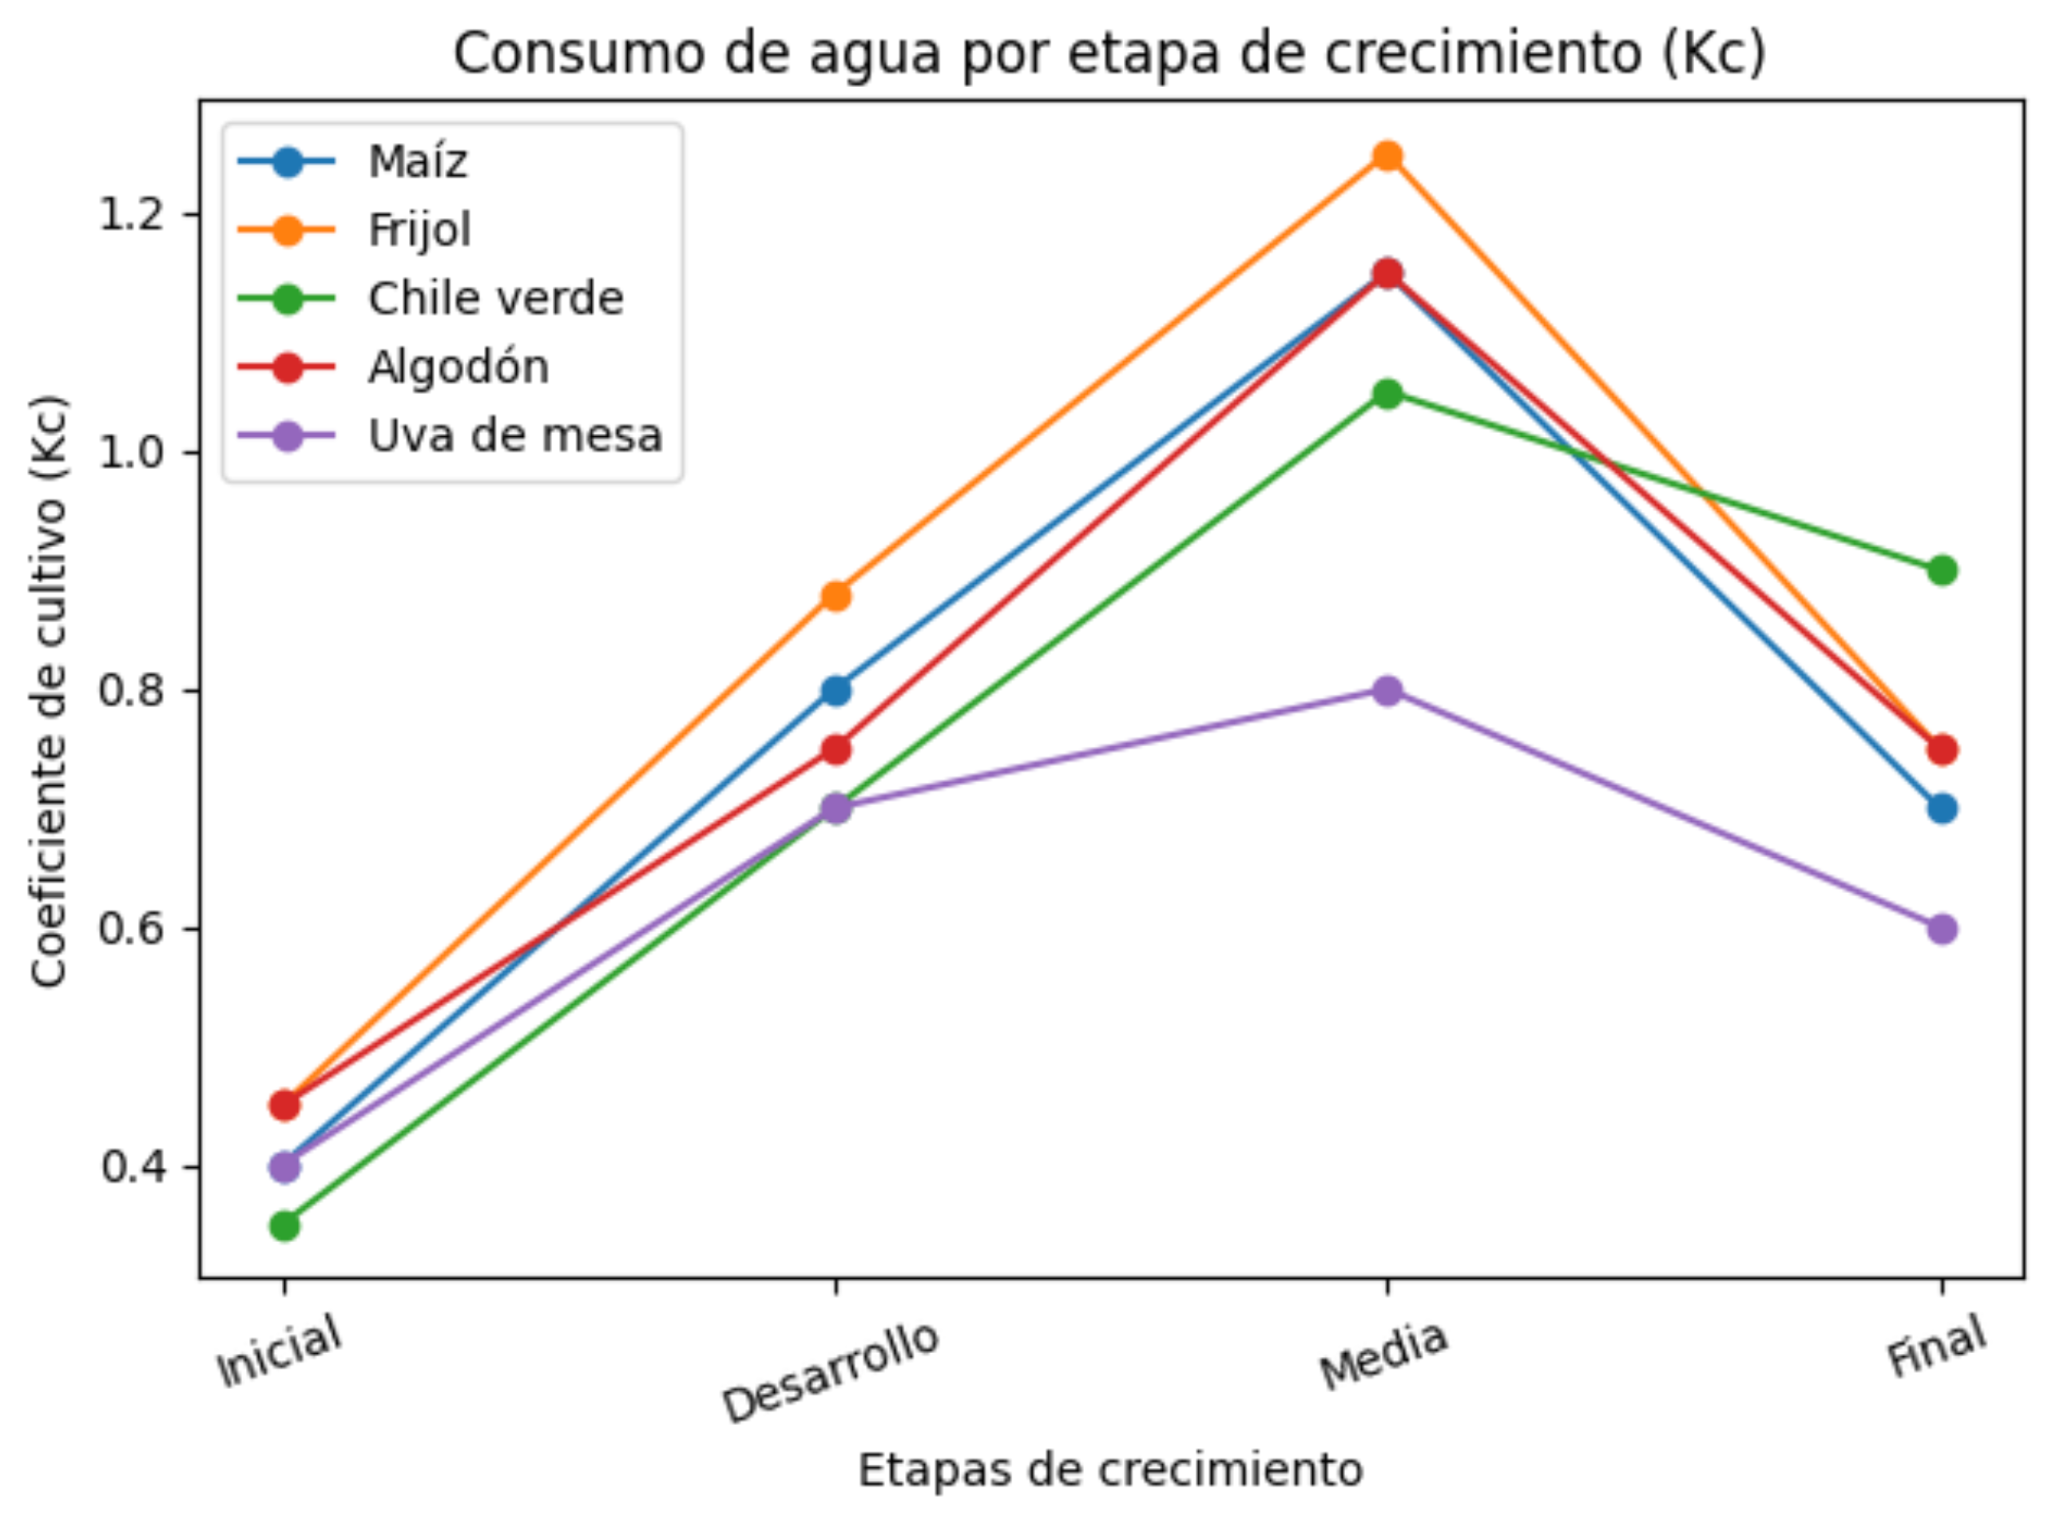 Consumo de agua por etapa de crecimiento (Kc)
Maíz
Frijol
Chile verde
Algodón
Uva de mesa
Coeficiente de cultivo (Kc)
1.2
1.0
0.8
0.6
0.4
Inicial
Desarrollo
Media
Final
Etapas de crecimiento